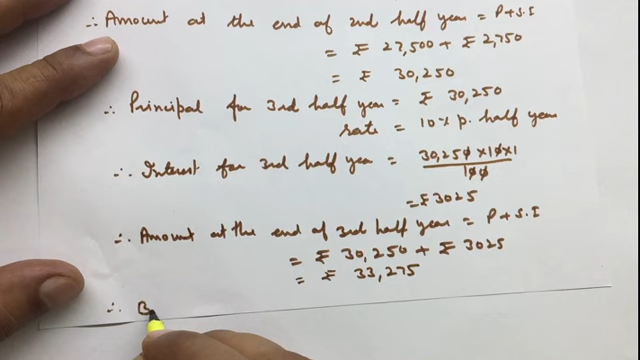 ∴ Amount at the end of 2nd half year = P+S.I
= ₹ 27,500 + ₹ 2,750
= ₹ 30,250
∴ Principal for 3rd half year = ₹ 30,250
rate = 10% p. half year
∴ Interest for 3rd half year = 30,250 x 10 x 1 / 100
= ₹ 3025
∴ Amount at the end of 3rd half year = P+S.I
= ₹ 30,250 + ₹ 3025
= ₹ 33,275
∴